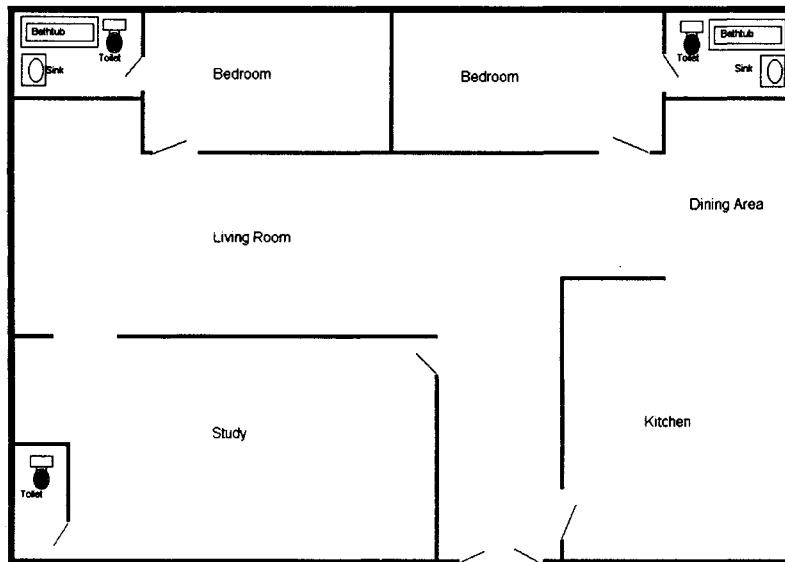 Bathtub
Toilet
Sink
Bedroom
Bedroom
Bathtub
Toilet
Sink
Dining Area
Living Room
Study
Kitchen
Toilet